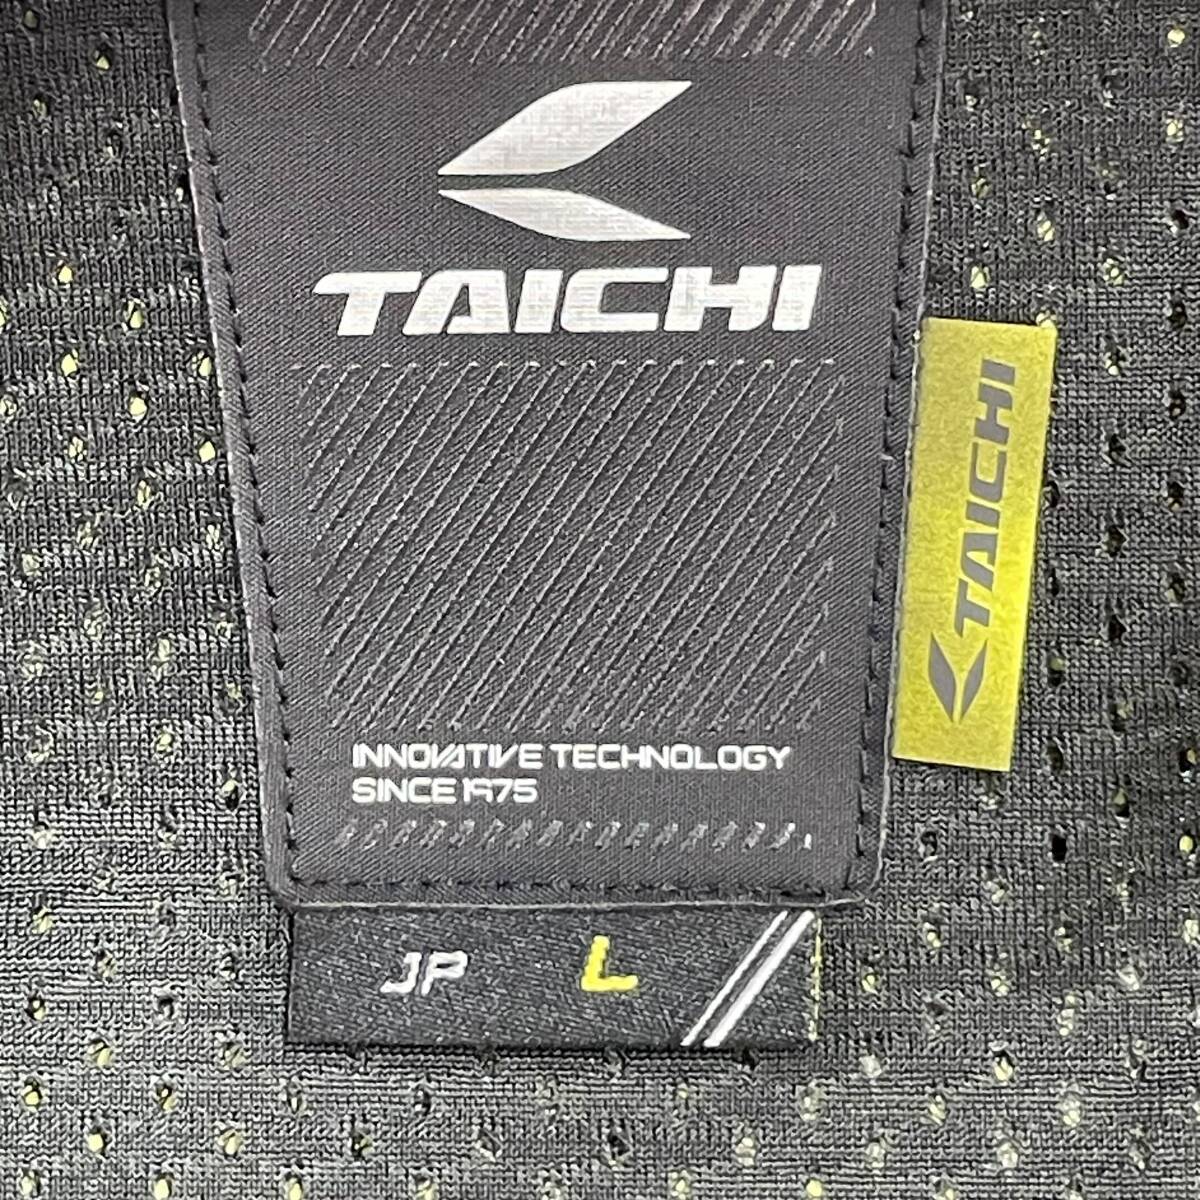 TAICHI
TAICHI
INNOVATIVE TECHNOLOGY
SINCE 1975
JP L